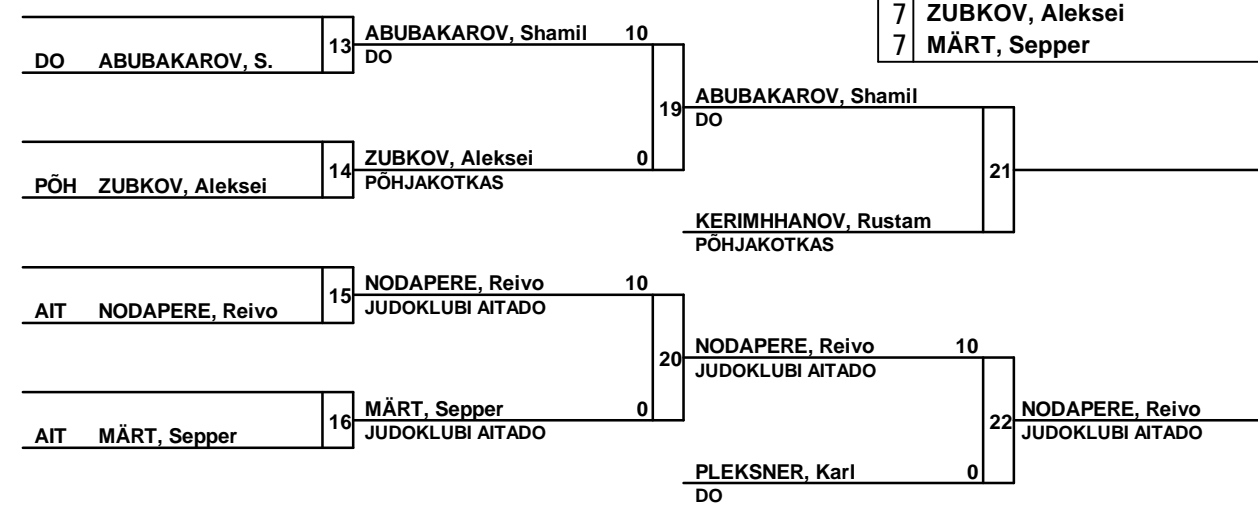 7 ZUBKOV, Aleksei
7 MÄRT, Sepper
ABUBAKAROV, Shamil 10
13
DO ABUBAKAROV, S.
DO
ABUBAKAROV, Shamil
19
DO
ZUBKOV, Aleksei 0
14
PÕH ZUBKOV, Aleksei
PÕHJAKOTKAS
21
KERIMHHANOV, Rustam
PÕHJAKOTKAS
NODAPERE, Reivo 10
15
AIT NODAPERE, Reivo
JUDOKLUBI AITADO
NODAPERE, Reivo 10
20
JUDOKLUBI AITADO
MÄRT, Sepper 0
16
AIT MÄRT, Sepper
JUDOKLUBI AITADO
22
NODAPERE, Reivo
JUDOKLUBI AITADO
PLEKSNER, Karl 0
DO